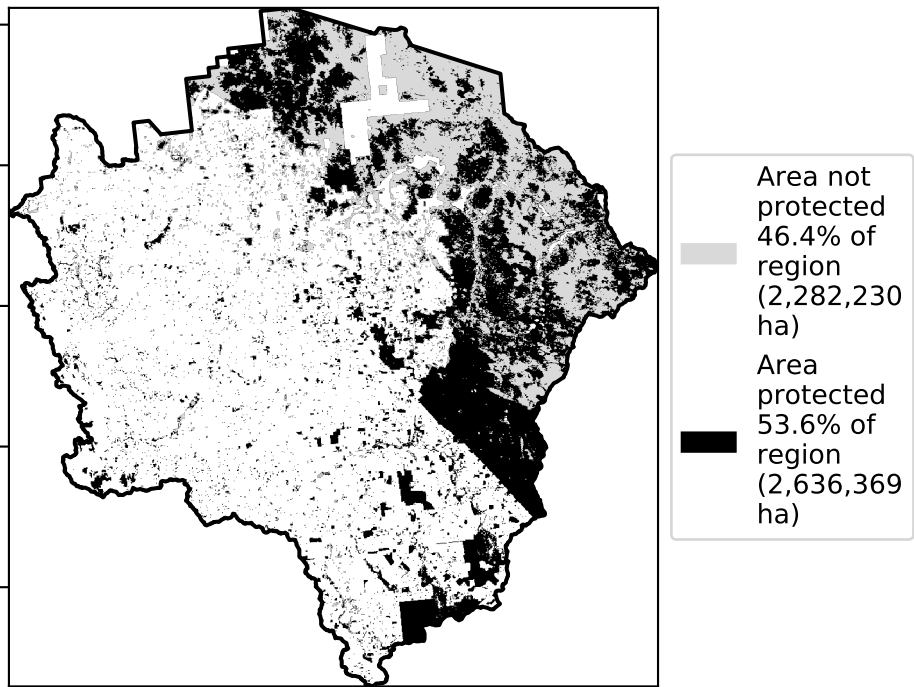 Area not
protected
46.4% of
region
(2,282,230
ha)
Area
protected
53.6% of
region
(2,636,369
ha)